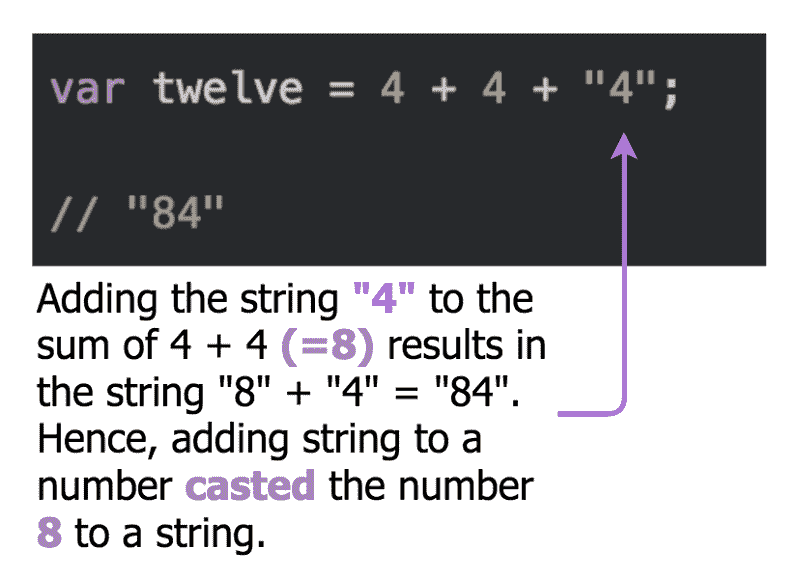 var twelve = 4 + 4 + "4";
// "84"
Adding the string "4" to the
sum of 4 + 4 (=8) results in
the string "8" + "4" = "84".
Hence, adding string to a
number casted the number
8 to a string.